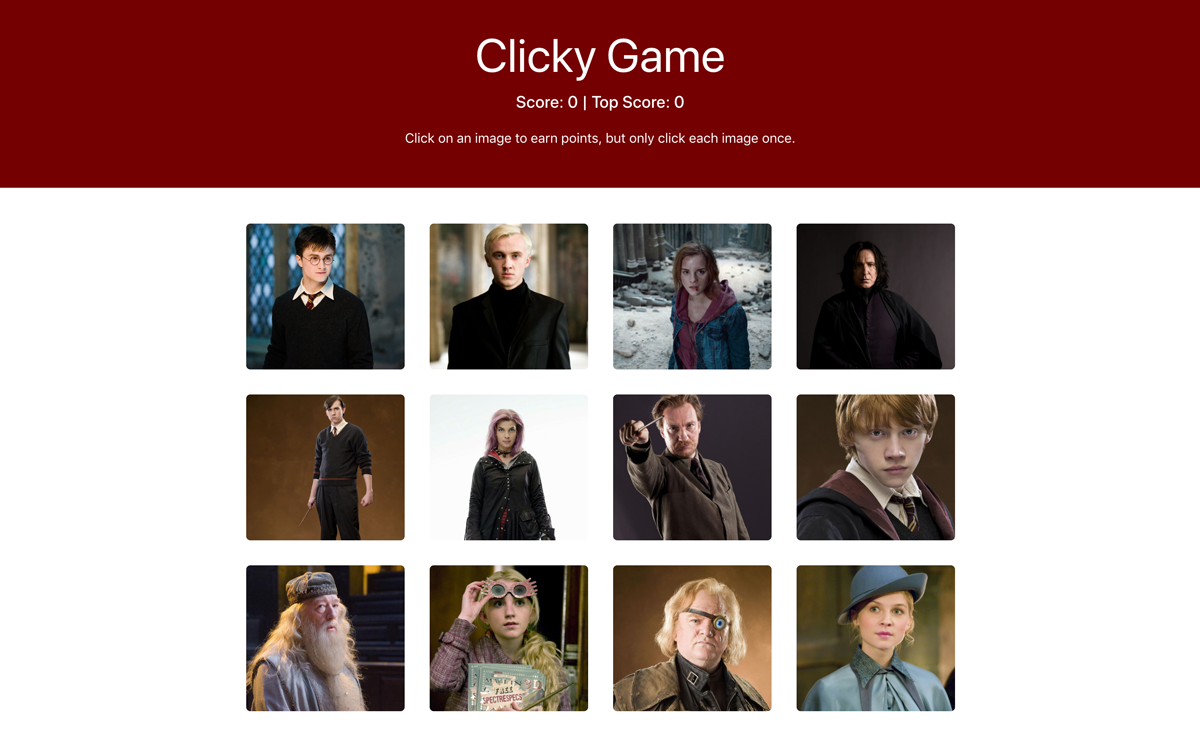 Clicky Game
Score: 0 | Top Score: 0
Click on an image to earn points, but only click each image once.
SPECTRESPECS